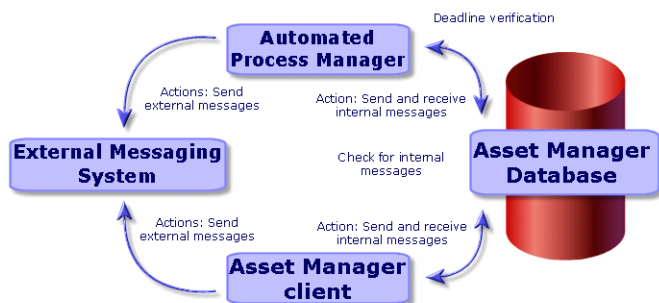 Deadline verification
Automated
Process Manager
Actions: Send
external messages
Action: Send and receive
internal messages
External Messaging
System
Check for internal
messages
Asset Manager
Database
Actions: Send
external messages
Action: Send and receive
internal messages
Asset Manager
client